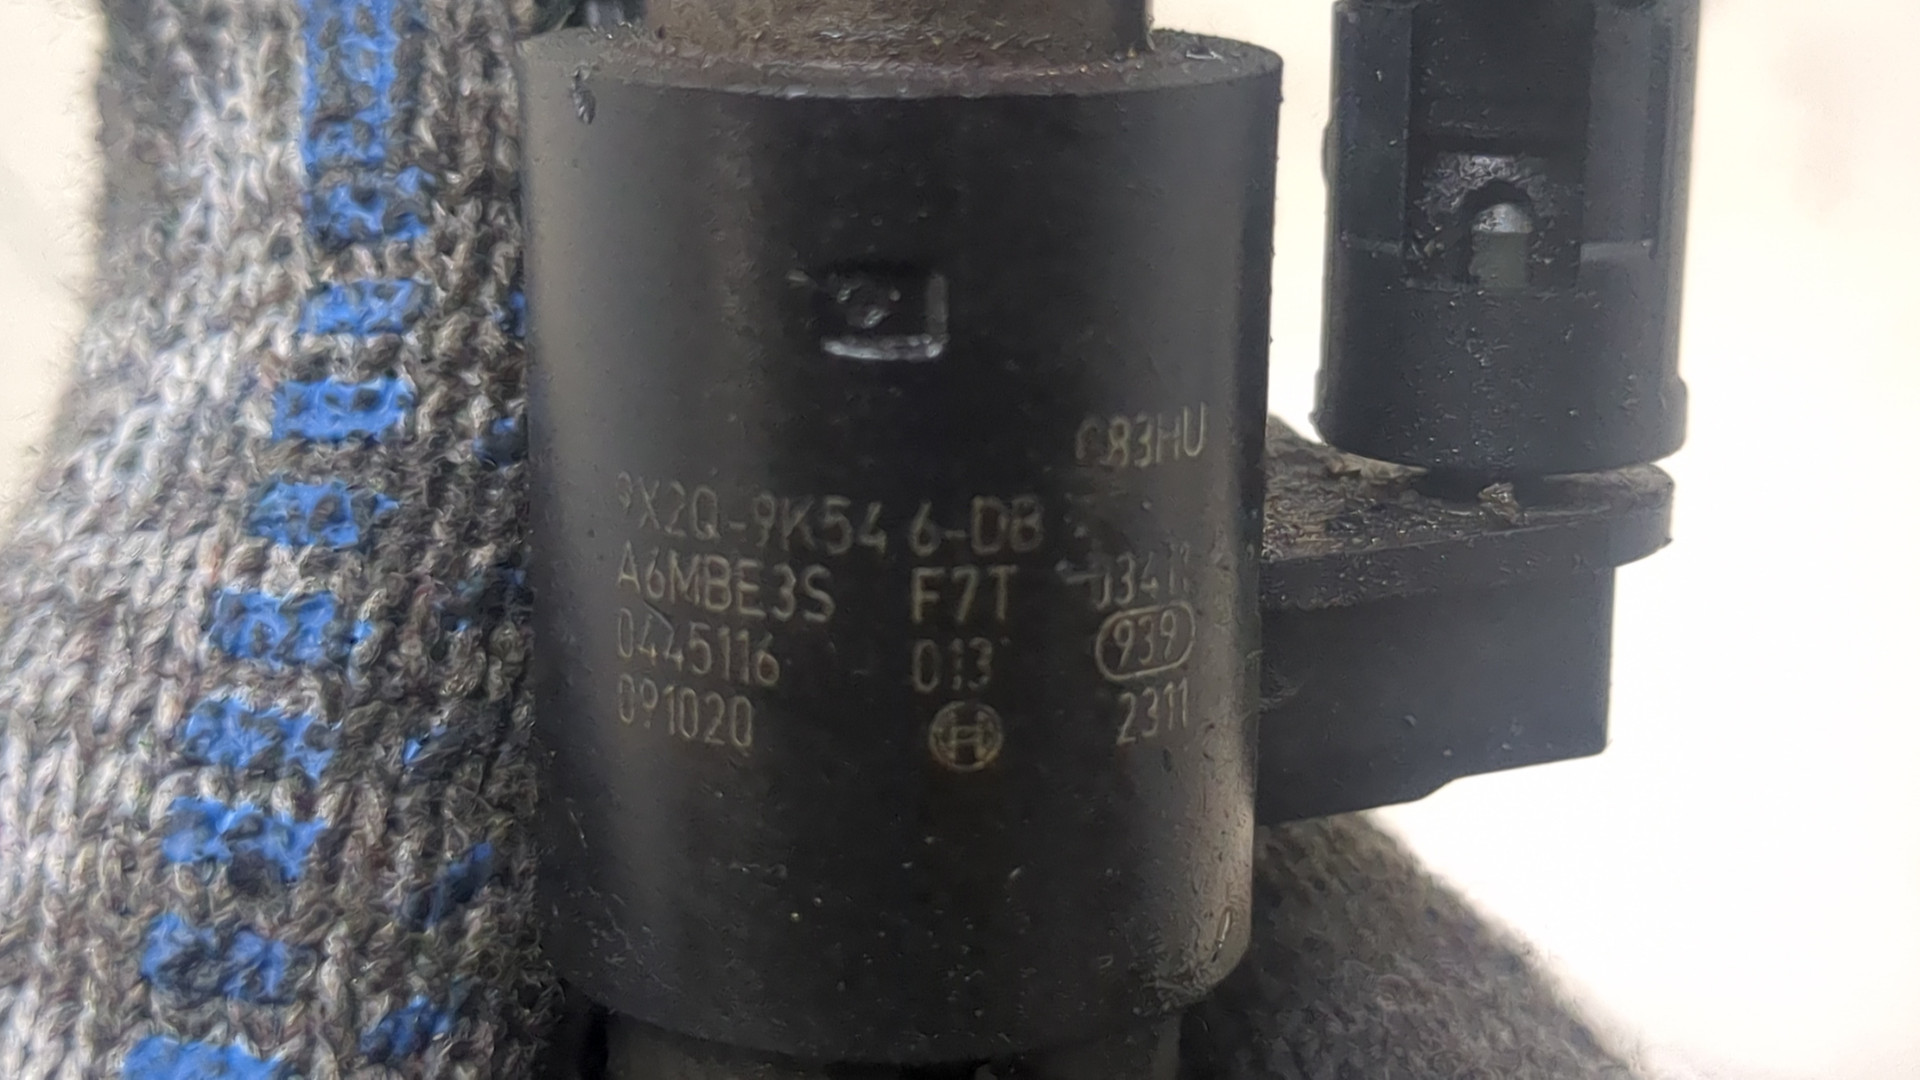 C83HU
9X2Q-9K546-DB
A6MBE3S F7T
0445116 013 939
091020 2311